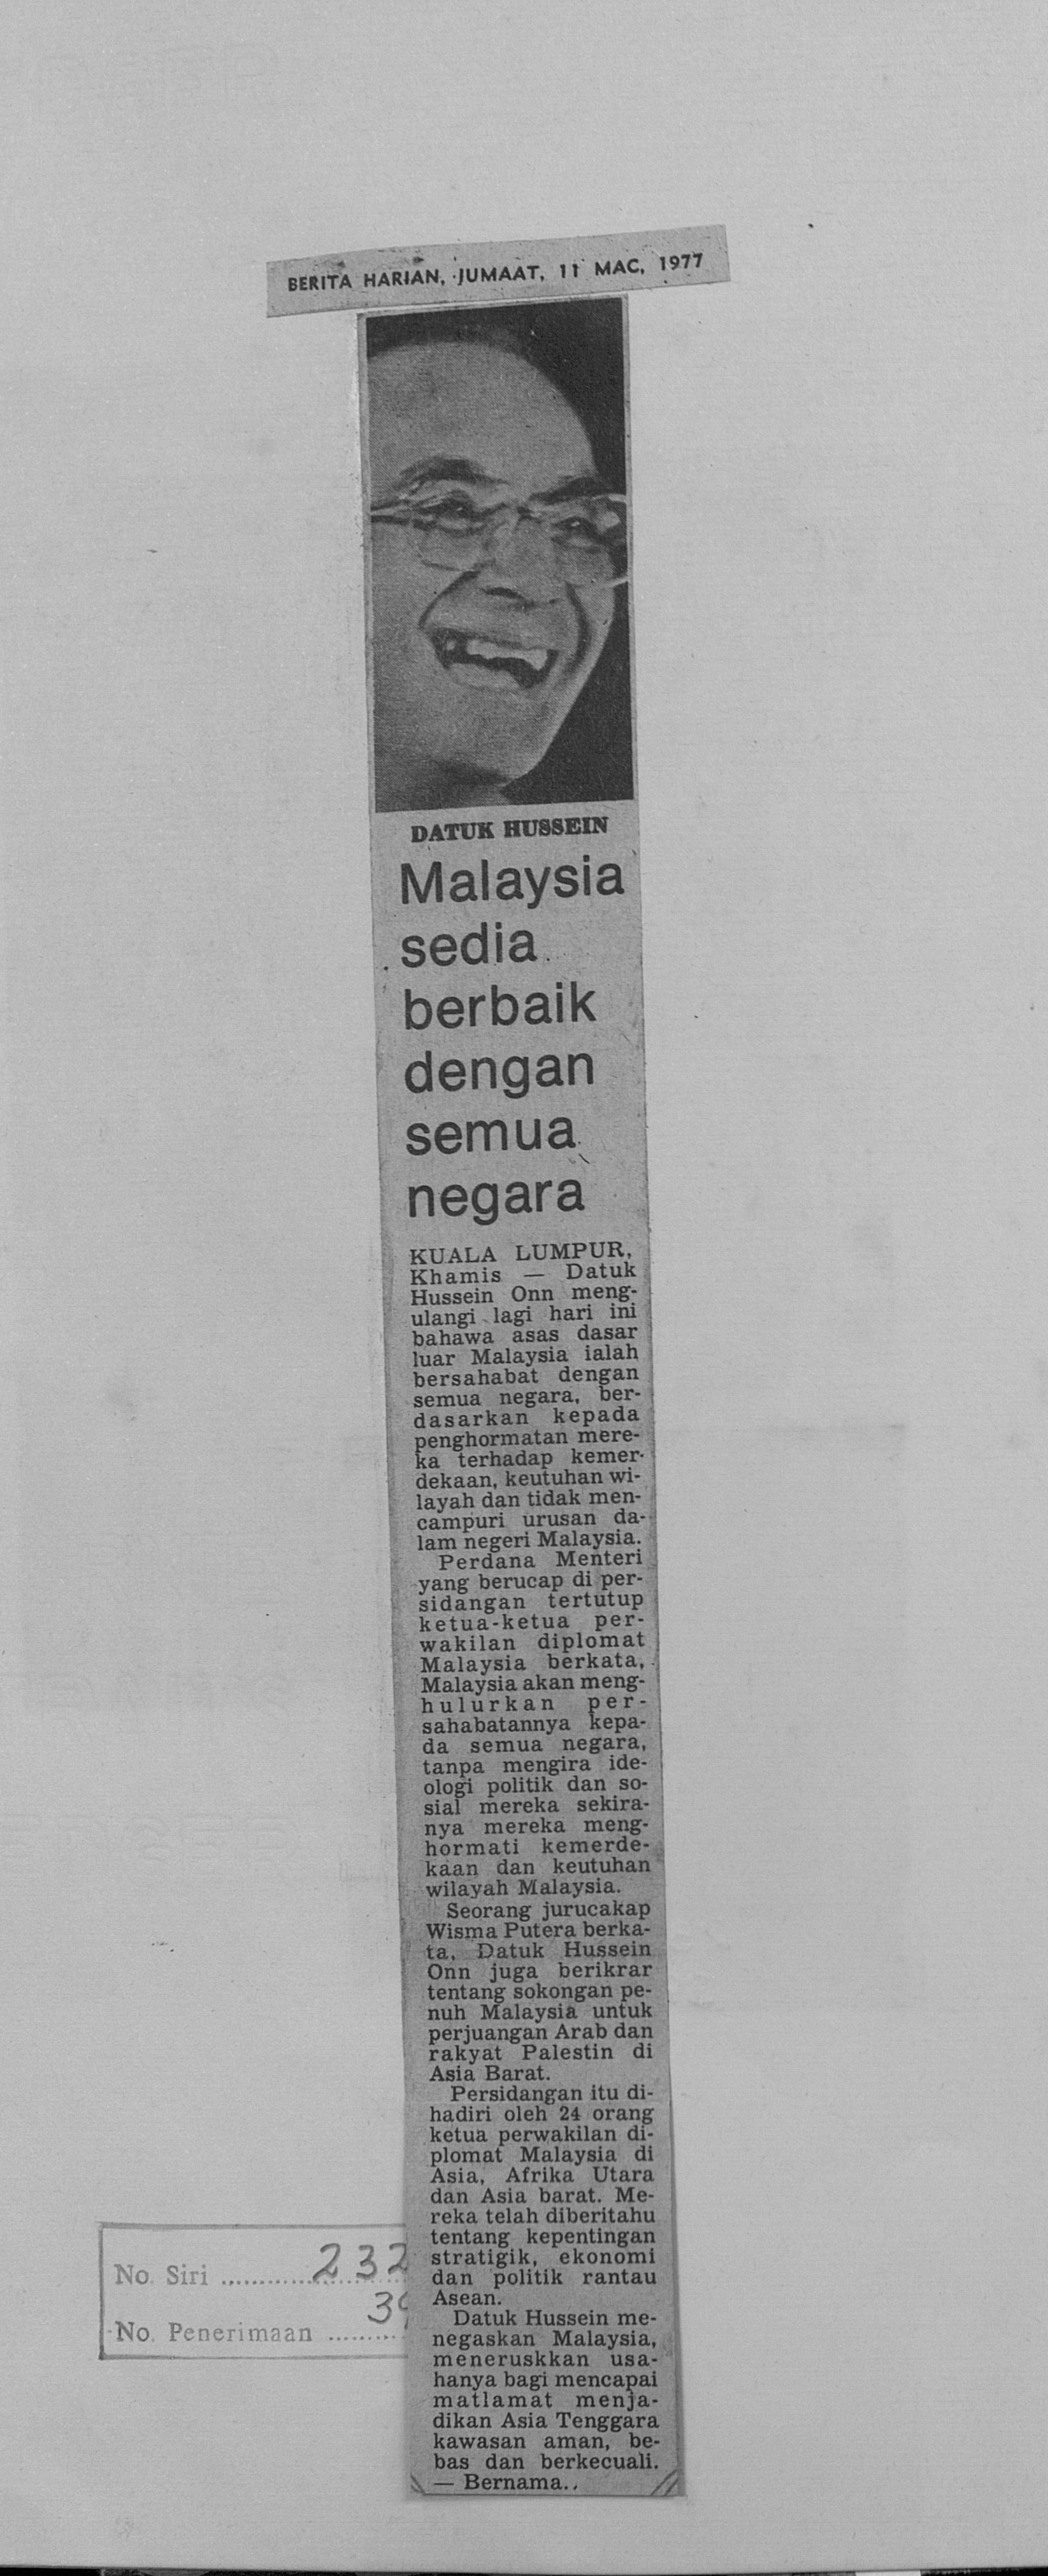 BERITA HARIAN, JUMAAT, 11 MAC, 1977
DATUK HUSSEIN
Malaysia
sedia
berbaik
dengan
semua
negara
KUALA LUMPUR,
Khamis — Datuk
Hussein Onn meng-
ulangi lagi hari ini
bahawa asas dasar
luar Malaysia ialah
bersahabat dengan
semua negara, ber-
dasarkan kepada
penghormatan mere-
ka terhadap kemer-
dekaan, keutuhan wi-
layah dan tidak men-
campuri urusan da-
lam negeri Malaysia.
Perdana Menteri
yang berucap di per-
sidangan tertutup
ketua-ketua per-
wakilan diplomat
Malaysia berkata,
Malaysia akan meng-
hulurkan per-
sahabatannya kepa-
da semua negara,
tanpa mengira ide-
ologi politik dan so-
sial mereka sekira-
nya mereka meng-
hormati kemerde-
kaan dan keutuhan
wilayah Malaysia.
Seorang jurucakap
Wisma Putera berka-
ta, Datuk Hussein
Onn juga berikrar
tentang sokongan pe-
nuh Malaysia untuk
perjuangan Arab dan
rakyat Palestin di
Asia Barat.
Persidangan itu di-
hadiri oleh 24 orang
ketua perwakilan di-
plomat Malaysia di
Asia, Afrika Utara
dan Asia barat. Me-
reka telah diberitahu
tentang kepentingan
stratigik, ekonomi
dan politik rantau
Asean.
Datuk Hussein me-
negaskan Malaysia,
meneruskkan usa-
hanya bagi mencapai
matlamat menja-
dikan Asia Tenggara
kawasan aman, be-
bas dan berkecuali.
— Bernama..
No. Siri ............ 232
No. Penerimaan ..........